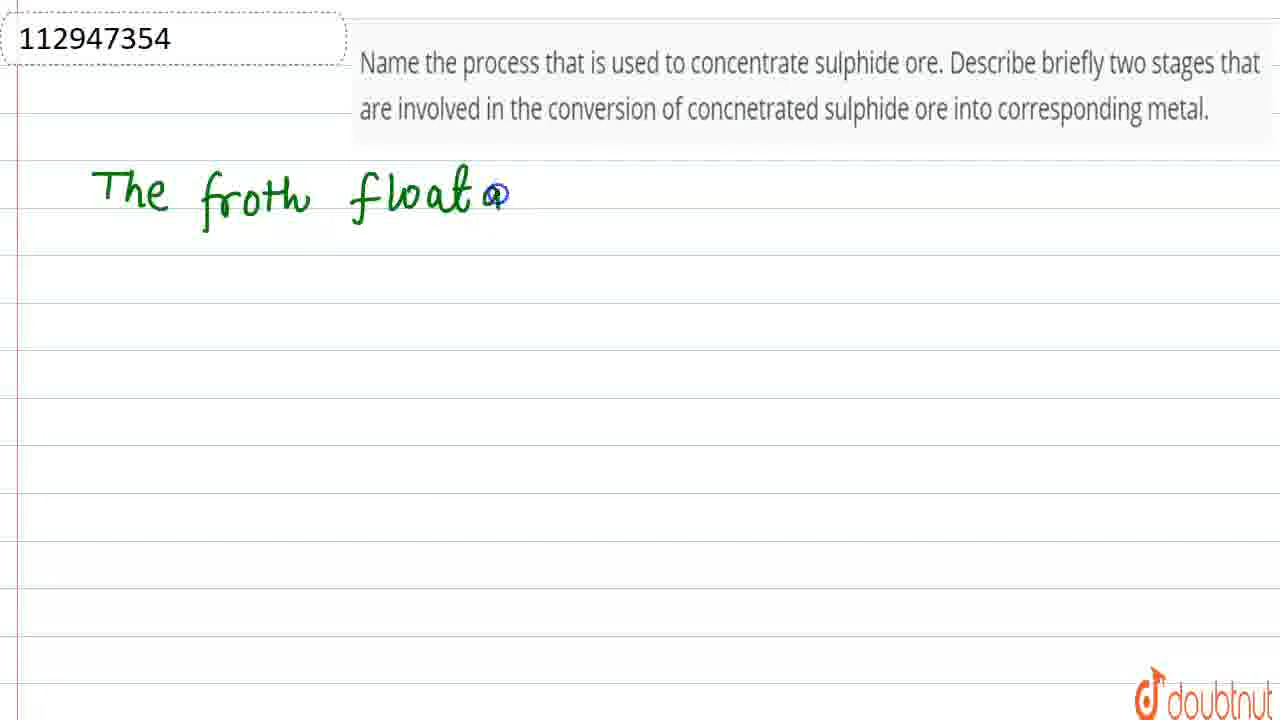 112947354
Name the process that is used to concentrate sulphide ore. Describe briefly two stages that
are involved in the conversion of concnetrated sulphide ore into corresponding metal.
The froth floata
doubtnut